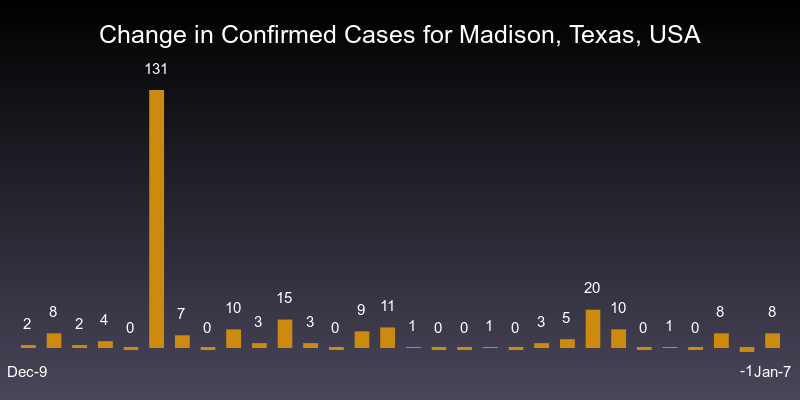 Change in Confirmed Cases for Madison, Texas, USA
131
2 8 2 4 0 7 0 10 3 15 3 0 9 11 1 0 0 1 0 3 5 20 10 0 1 0 8 8
Dec-9 -1 Jan-7